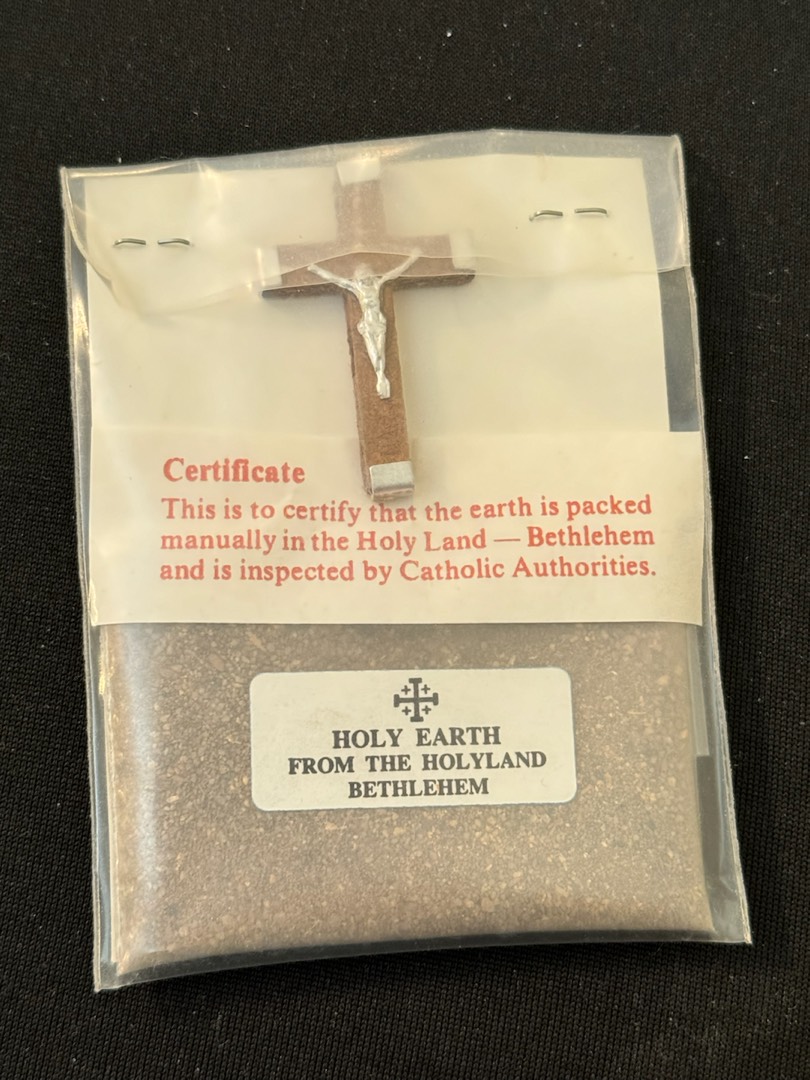 Certificate
This is to certify that the earth is packed
manually in the Holy Land — Bethlehem
and is inspected by Catholic Authorities.
HOLY EARTH
FROM THE HOLYLAND
BETHLEHEM